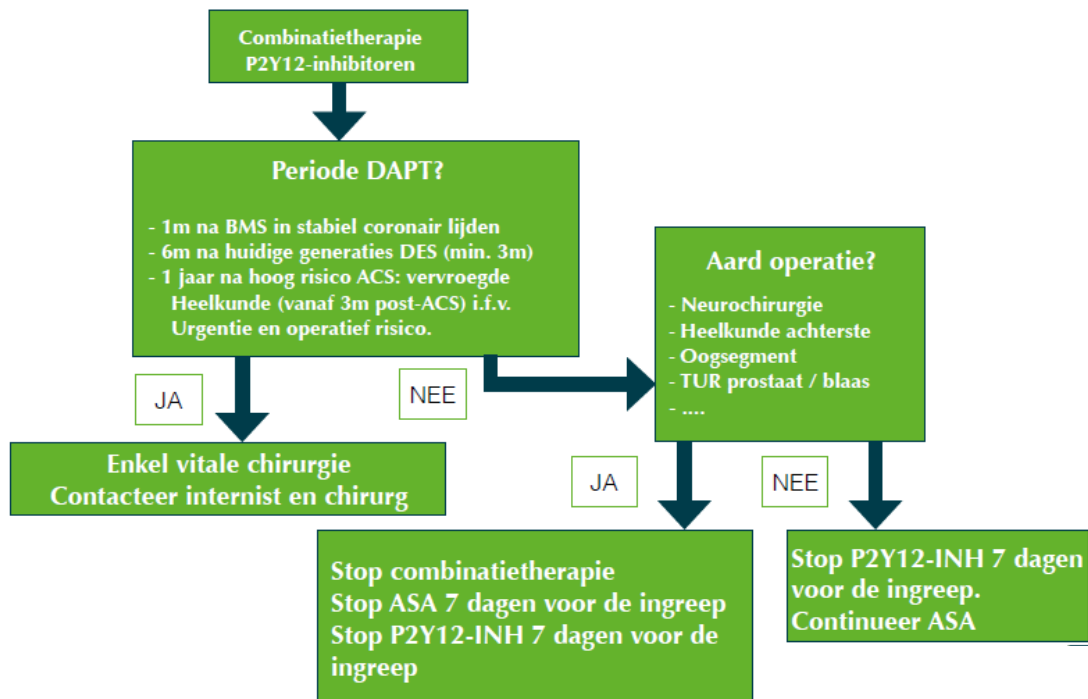 Combinatietherapie
P2Y12-inhibitoren
Periode DAPT?
- 1m na BMS in stabiel coronair lijden
- 6m na huidige generaties DES (min. 3m)
- 1 jaar na hoog risico ACS: vervroegde
Heelkunde (vanaf 3m post-ACS) i.f.v.
Urgentie en operatief risico.
JA
NEE
Enkel vitale chirurgie
Contacteer internist en chirurg
Aard operatie?
- Neurochirurgie
- Heelkunde achterste
- Oogsegment
- TUR prostaat / blaas
- ....
JA
NEE
Stop combinatietherapie
Stop ASA 7 dagen voor de ingreep
Stop P2Y12-INH 7 dagen voor de
ingreep
Stop P2Y12-INH 7 dagen
voor de ingreep.
Continueer ASA